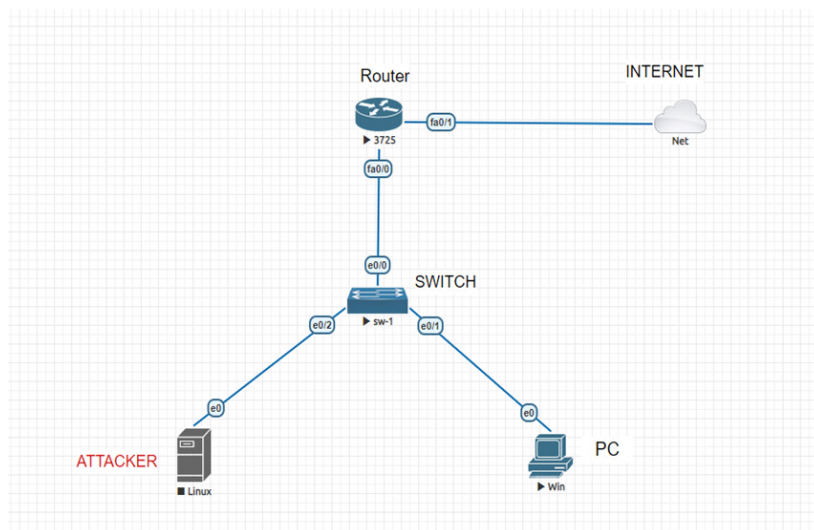 Router
INTERNET
fa0/1
3725
Net
fa0/0
e0/0
SWITCH
sw-1
e0/2
e0/1
e0
e0
ATTACKER
PC
Linux
Win